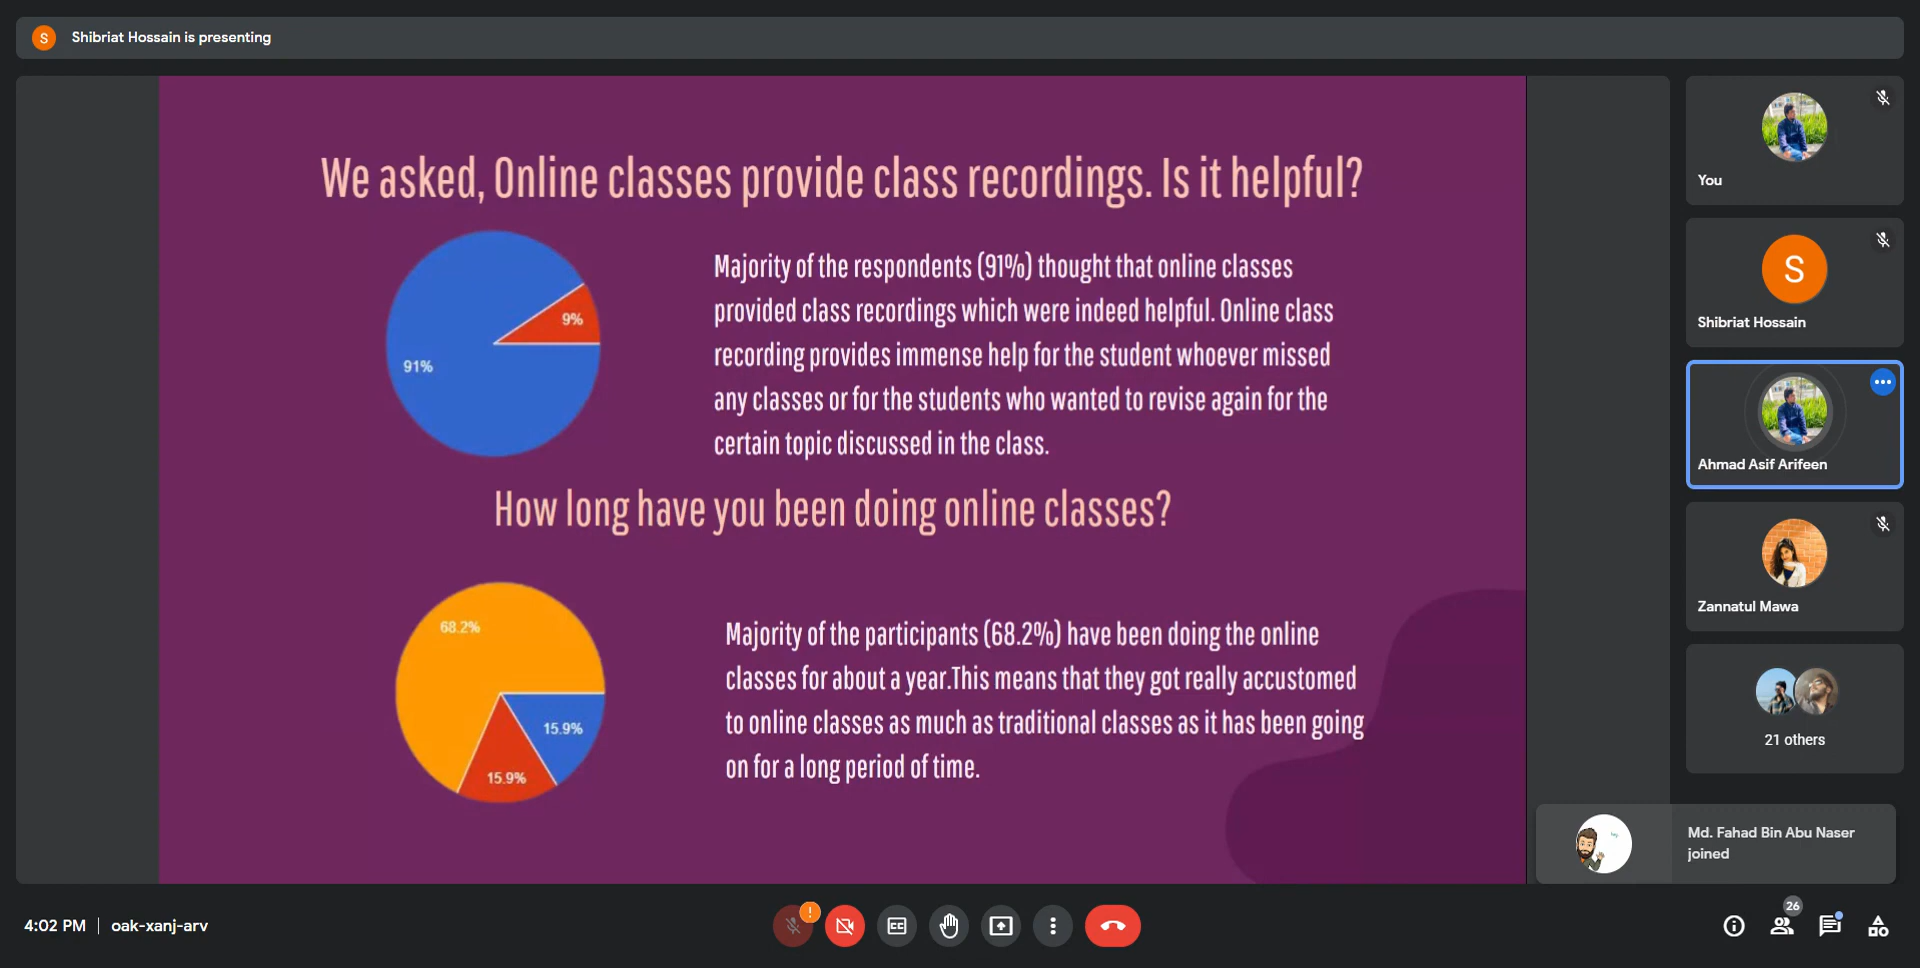 S Shibriat Hossain is presenting
We asked, Online classes provide class recordings. Is it helpful?
9%
91%
Majority of the respondents (91%) thought that online classes
provided class recordings which were indeed helpful. Online class
recording provides immense help for the student whoever missed
any classes or for the students who wanted to revise again for the
certain topic discussed in the class.
How long have you been doing online classes?
68.2%
15.9%
15.9%
Majority of the participants (68.2%) have been doing the online
classes for about a year.This means that they got really accustomed
to online classes as much as traditional classes as it has been going
on for a long period of time.
You
S
Shibriat Hossain
Ahmad Asif Arifeen
Zannatul Mawa
21 others
Md. Fahad Bin Abu Naser
joined
4:02 PM | oak-xanj-arv
!
CC
26